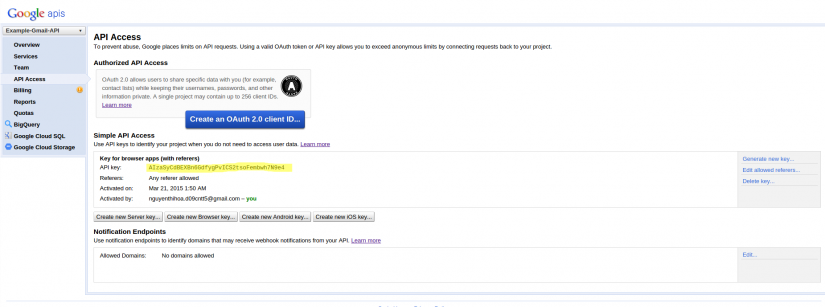 Google apis
Example-Gmail-API
Overview
Services
Team
API Access
Billing
Reports
Quotas
BigQuery
Google Cloud SQL
Google Cloud Storage
API Access
To prevent abuse, Google places limits on API requests. Using a valid OAuth token or API key allows you to exceed anonymous limits by connecting requests back to your project.
Authorized API Access
OAuth 2.0 allows users to share specific data with you (for example,
contact lists) while keeping their usernames, passwords, and other
information private. A single project may contain up to 256 client IDs.
Learn more
Create an OAuth 2.0 client ID...
Simple API Access
Use API keys to identify your project when you do not need to access user data. Learn more
Key for browser apps (with referers)
API key:
Referers: Any referer allowed
Activated on: Mar 21, 2015 1:50 AM
Activated by: nguyenthihoa.d09cntt5@gmail.com – you
Generate new key...
Edit allowed referers...
Delete key...
Create new Server key... Create new Browser key... Create new Android key... Create new iOS key...
Notification Endpoints
Use notification endpoints to identify domains that may receive webhook notifications from your API. Learn more
Allowed Domains: No domains allowed
Edit...